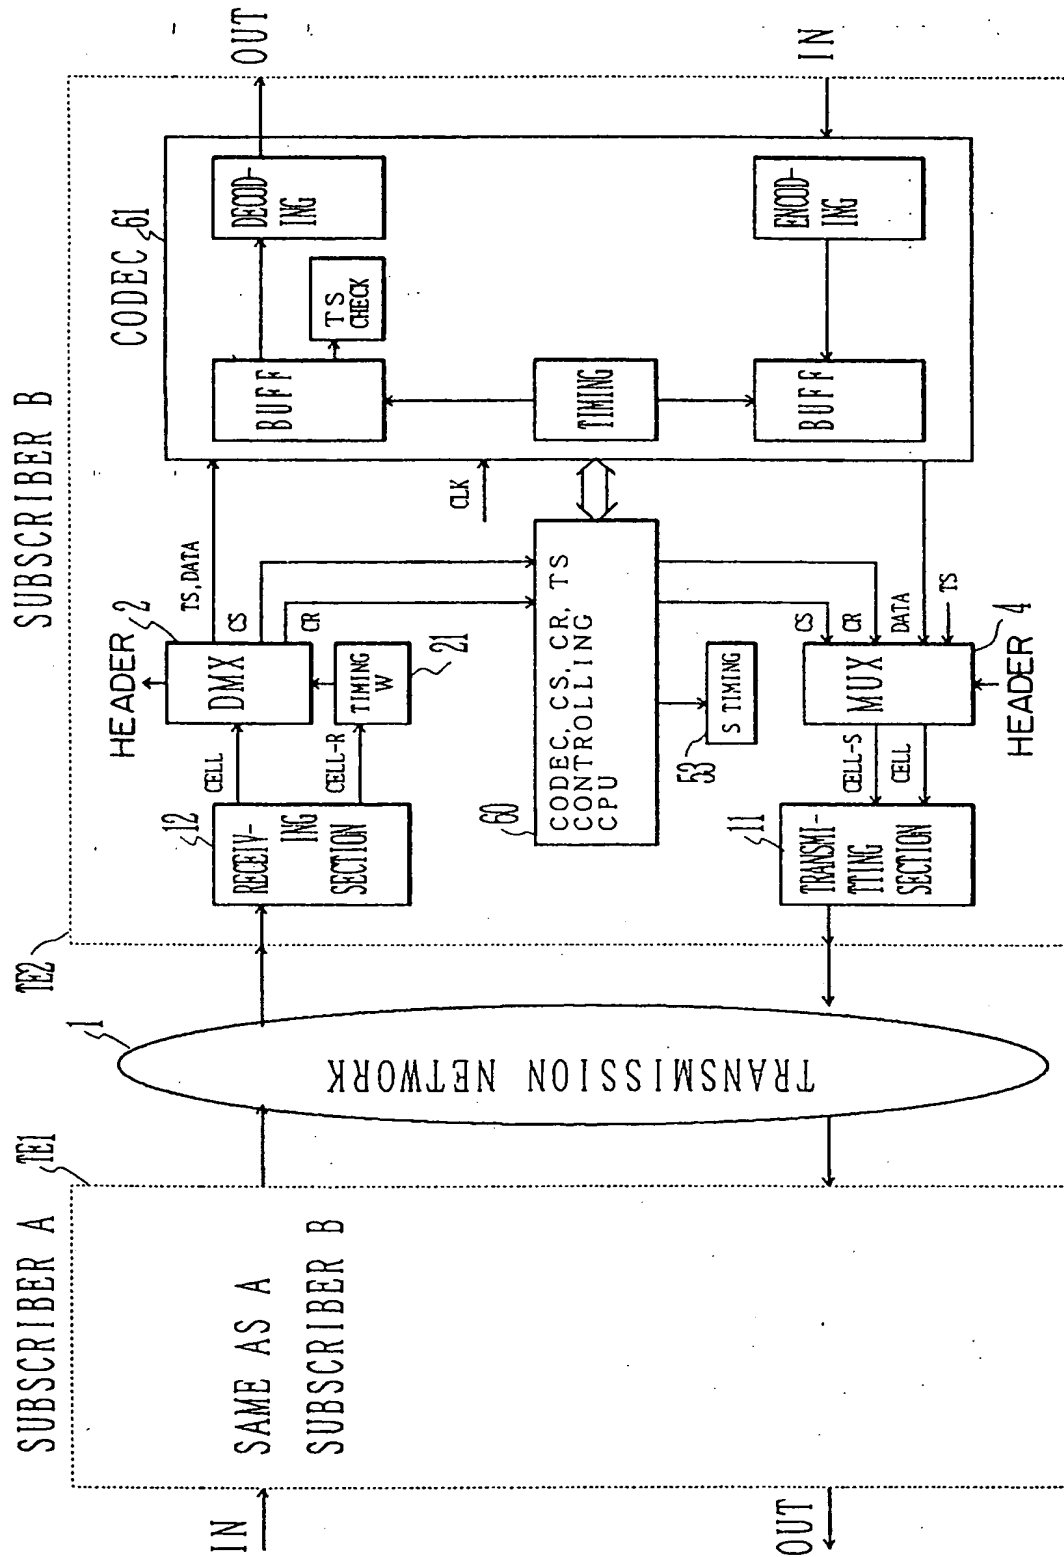 SUBSCRIBER A
TE1
IN
SAME AS A
SUBSCRIBER B
OUT
1
TRANSMISSION NETWORK
SUBSCRIBER B
TE2
12
RECEIV-
ING
SECTION
CELL
CELL-R
HEADER
2
DMX
TIMING
W
21
TS, DATA
CS
CR
60
CODEC, CS, CR, TS
CONTROLLING
CPU
CLK
53
S TIMING
11
TRANSMI-
TTING
SECTION
CELL-S
CELL
MUX
4
HEADER
CS
CR
DATA
TS
CODEC 61
BUFF
TS
CHECK
DECOD-
ING
TIMING
BUFF
ENCOD-
ING
OUT
IN